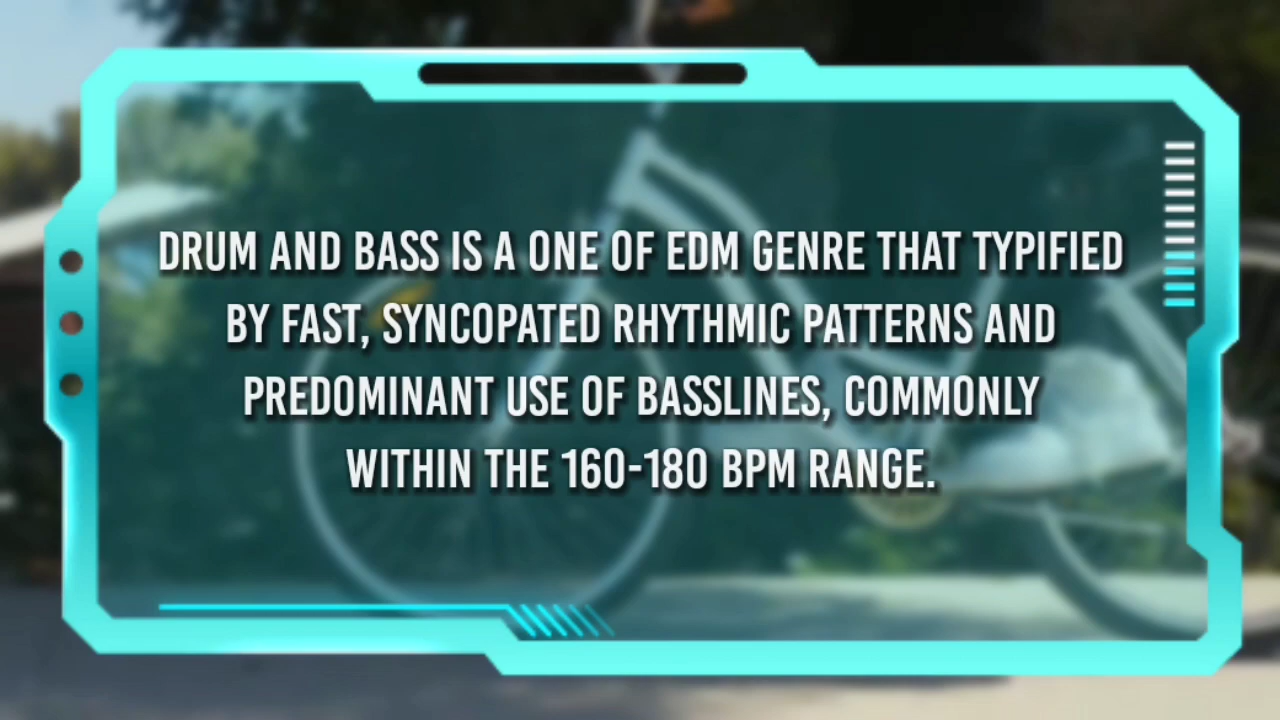 DRUM AND BASS IS A ONE OF EDM GENRE THAT TYPIFIED
BY FAST, SYNCOPATED RHYTHMIC PATTERNS AND
PREDOMINANT USE OF BASSLINES, COMMONLY
WITHIN THE 160-180 BPM RANGE.